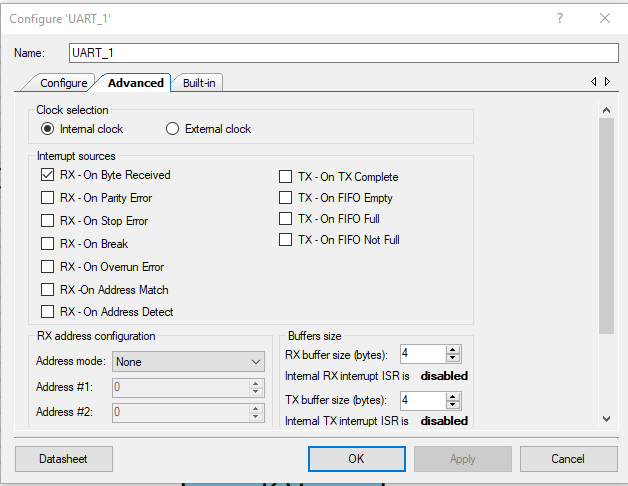 Configure 'UART_1'
?
Name: UART_1
Configure Advanced Built-in
Clock selection
Internal clock External clock
Interrupt sources
RX - On Byte Received
RX - On Parity Error
RX - On Stop Error
RX - On Break
RX - On Overrun Error
RX -On Address Match
RX - On Address Detect
TX - On TX Complete
TX - On FIFO Empty
TX - On FIFO Full
TX - On FIFO Not Full
RX address configuration
Address mode: None
Address #1: 0
Address #2: 0
Buffers size
RX buffer size (bytes): 4
Internal RX interrupt ISR is disabled
TX buffer size (bytes): 4
Internal TX interrupt ISR is disabled
Datasheet OK Apply Cancel